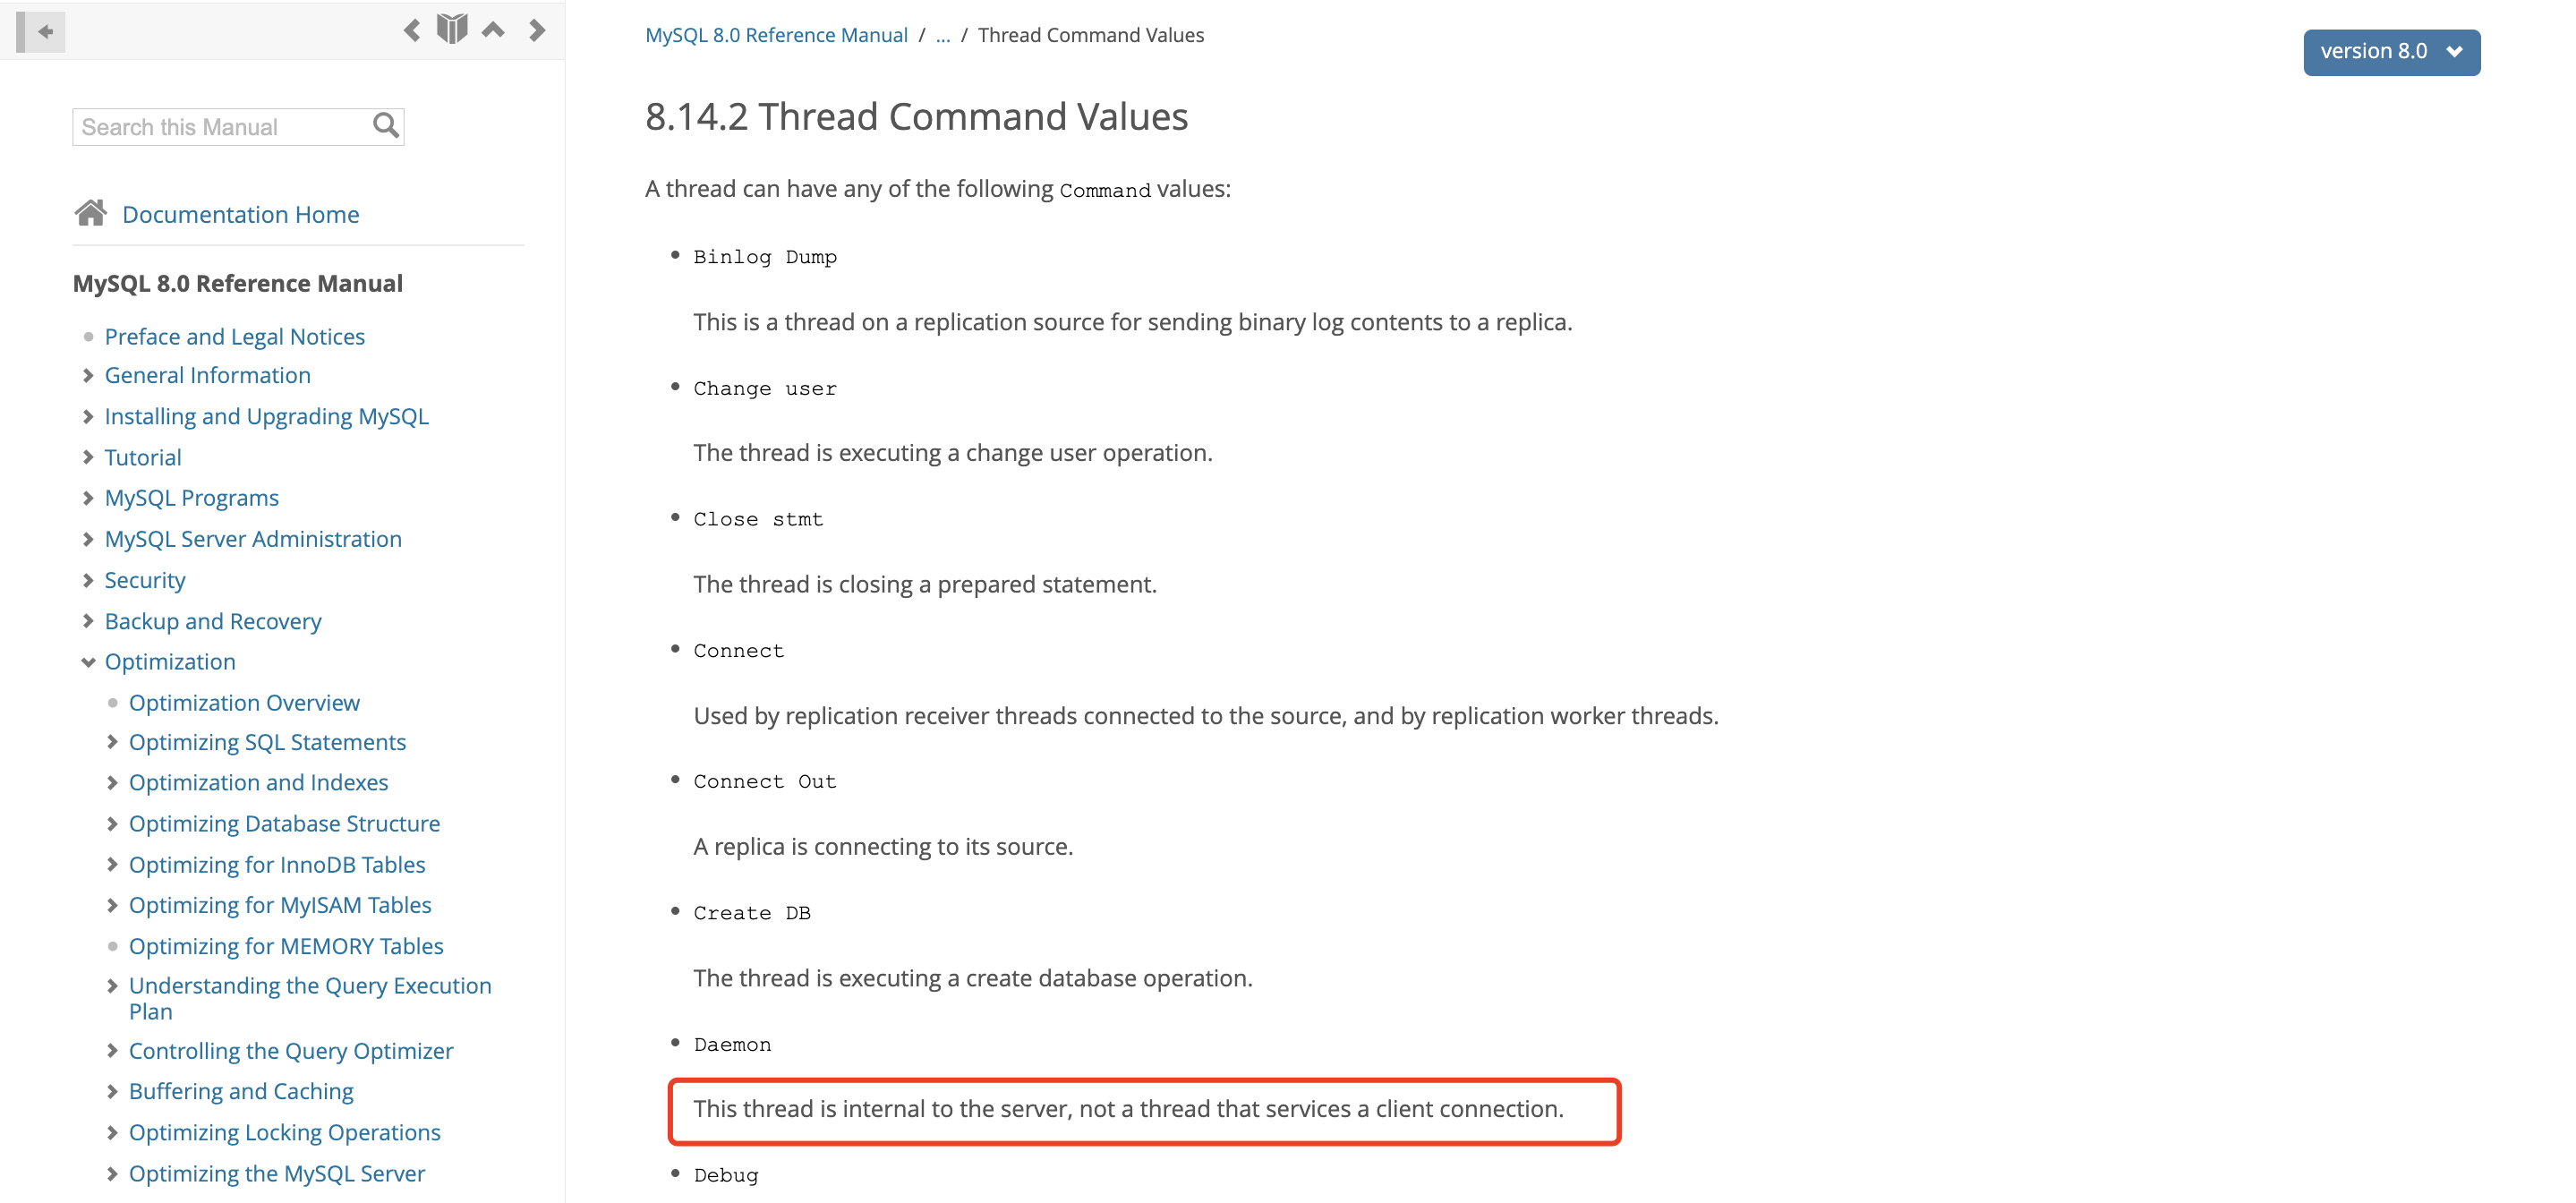 MySQL 8.0 Reference Manual / ... / Thread Command Values
version 8.0
Search this Manual
Documentation Home
MySQL 8.0 Reference Manual
Preface and Legal Notices
General Information
Installing and Upgrading MySQL
Tutorial
MySQL Programs
MySQL Server Administration
Security
Backup and Recovery
Optimization
Optimization Overview
Optimizing SQL Statements
Optimization and Indexes
Optimizing Database Structure
Optimizing for InnoDB Tables
Optimizing for MyISAM Tables
Optimizing for MEMORY Tables
Understanding the Query Execution
Plan
Controlling the Query Optimizer
Buffering and Caching
Optimizing Locking Operations
Optimizing the MySQL Server
8.14.2 Thread Command Values
A thread can have any of the following Command values:
Binlog Dump
This is a thread on a replication source for sending binary log contents to a replica.
Change user
The thread is executing a change user operation.
Close stmt
The thread is closing a prepared statement.
Connect
Used by replication receiver threads connected to the source, and by replication worker threads.
Connect Out
A replica is connecting to its source.
Create DB
The thread is executing a create database operation.
Daemon
This thread is internal to the server, not a thread that services a client connection.
Debug